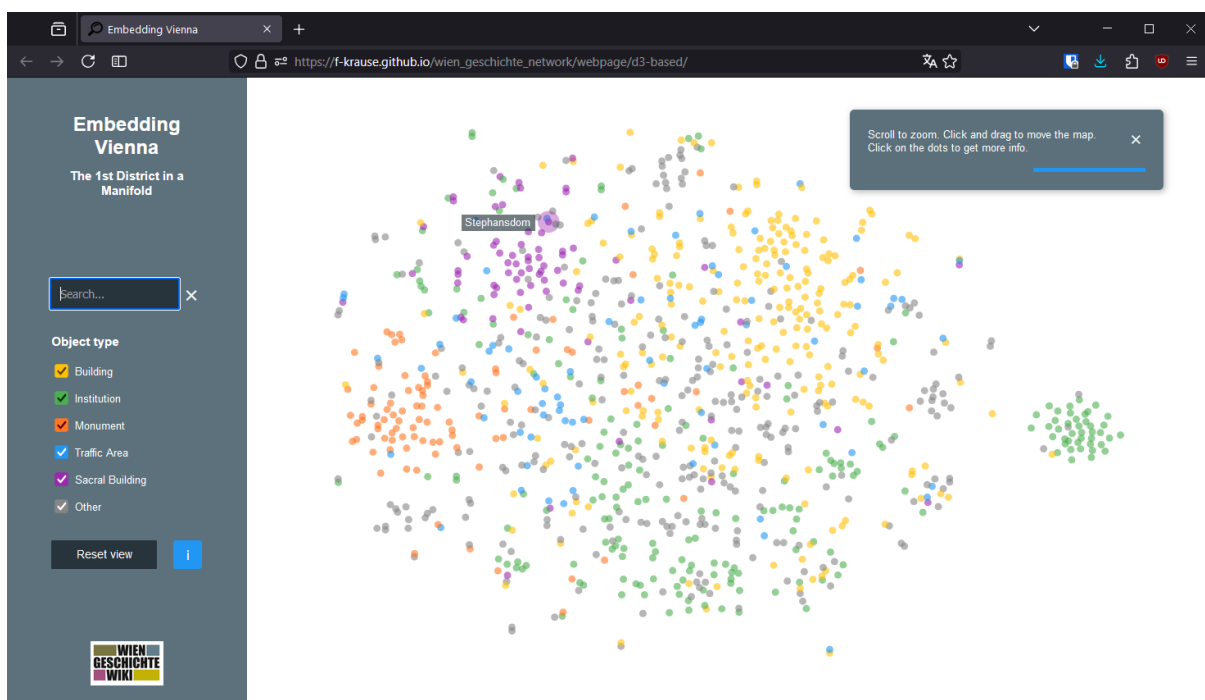 Embedding Vienna
https://f-krause.github.io/wien_geschichte_network/webpage/d3-based/
Embedding
Vienna
The 1st District in a
Manifold
Search...
Object type
Building
Institution
Monument
Traffic Area
Sacral Building
Other
Reset view
i
WIEN
GESCHICHTE
WIKI
Stephansdom
Scroll to zoom. Click and drag to move the map.
Click on the dots to get more info.